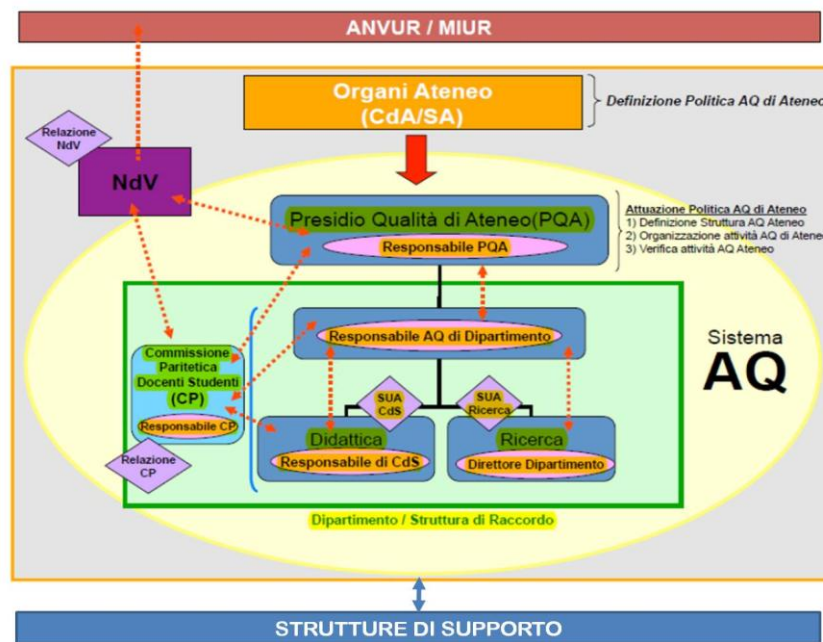 ANVUR / MIUR
Organi Ateneo
(CdA/SA)
Definizione Politica AQ di Ateneo
Relazione
NdV
NdV
Presidio Qualità di Ateneo(PQA)
Responsabile PQA
Attuazione Politica AQ di Ateneo
1) Definizione Struttura AQ Ateneo
2) Organizzazione attività AQ di Ateneo
3) Verifica attività AQ Ateneo
Responsabile AQ di Dipartimento
Sistema
AQ
Commissione
Paritetica
Docenti Studenti
(CP)
Responsabile CP
Relazione
CP
SUA
CdS
SUA
Ricerca
Didattica
Responsabile di CdS
Ricerca
Direttore Dipartimento
Dipartimento / Struttura di Raccordo
STRUTTURE DI SUPPORTO